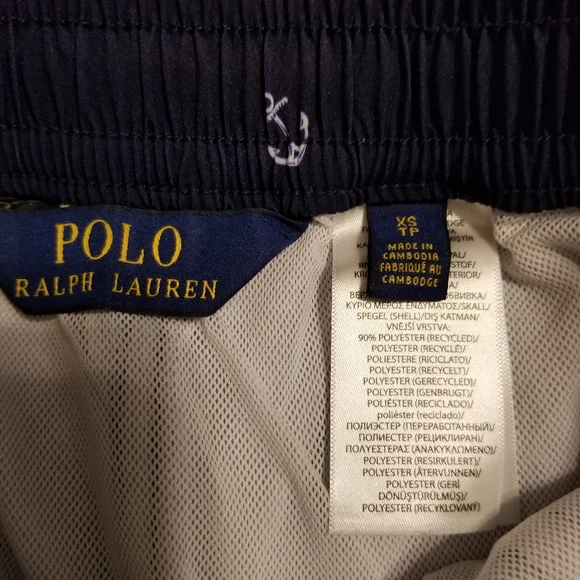 POLO
RALPH LAUREN
XS
TP
MADE IN
CAMBODIA
FABRIQUÉ AU
CAMBODGE
ΚΥΡΙΟ ΜΕΡΟΣ ΕΝΔΥΜΑΤΟΣ/SKALL/
SPEGEL (SHELL)/DIŞ KATMAN/
VNĚJŠÍ VRSTVA:
90% POLYESTER (RECYCLED)/
POLYESTER (RECYCLÉ)/
POLIESTERE (RICICLATO)/
POLYESTER (RECYCELT)/
POLYESTER (GERECYCLED)/
POLYESTER (GENBRUGT)/
POLIÉSTER (RECICLADO)/
poliéster (reciclado)/
ПОЛИЭСТЕР (ПЕРЕРАБОТАННЫЙ)/
ПОЛИЕСТЕР (РЕЦИКЛИРАН)/
ΠΟΛΥΕΣΤΕΡΑΣ (ΑΝΑΚΥΚΛΩΜΕΝΟ)/
POLYESTER (RESIRKULERT)/
POLYESTER (ÅTERVUNNEN)/
POLYESTER (GERİ
DÖNÜŞTÜRÜLMÜŞ)/
POLYESTER (RECYKLOVANÝ)